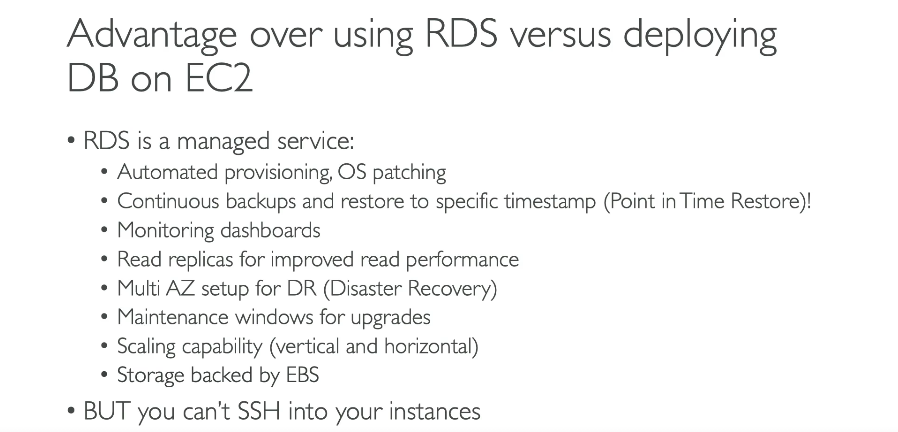 Advantage over using RDS versus deploying
DB on EC2
• RDS is a managed service:
• Automated provisioning, OS patching
• Continuous backups and restore to specific timestamp (Point in Time Restore)!
• Monitoring dashboards
• Read replicas for improved read performance
• Multi AZ setup for DR (Disaster Recovery)
• Maintenance windows for upgrades
• Scaling capability (vertical and horizontal)
• Storage backed by EBS
• BUT you can't SSH into your instances